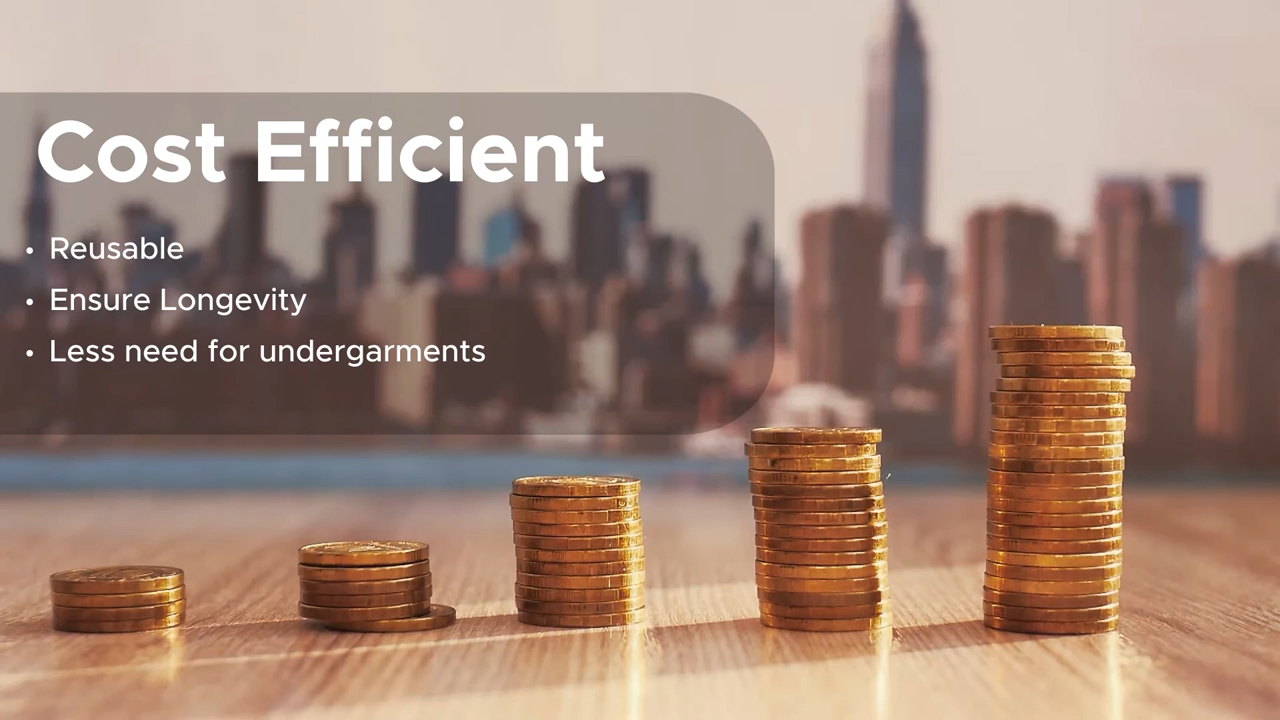 Cost Efficient
• Reusable
• Ensure Longevity
• Less need for undergarments